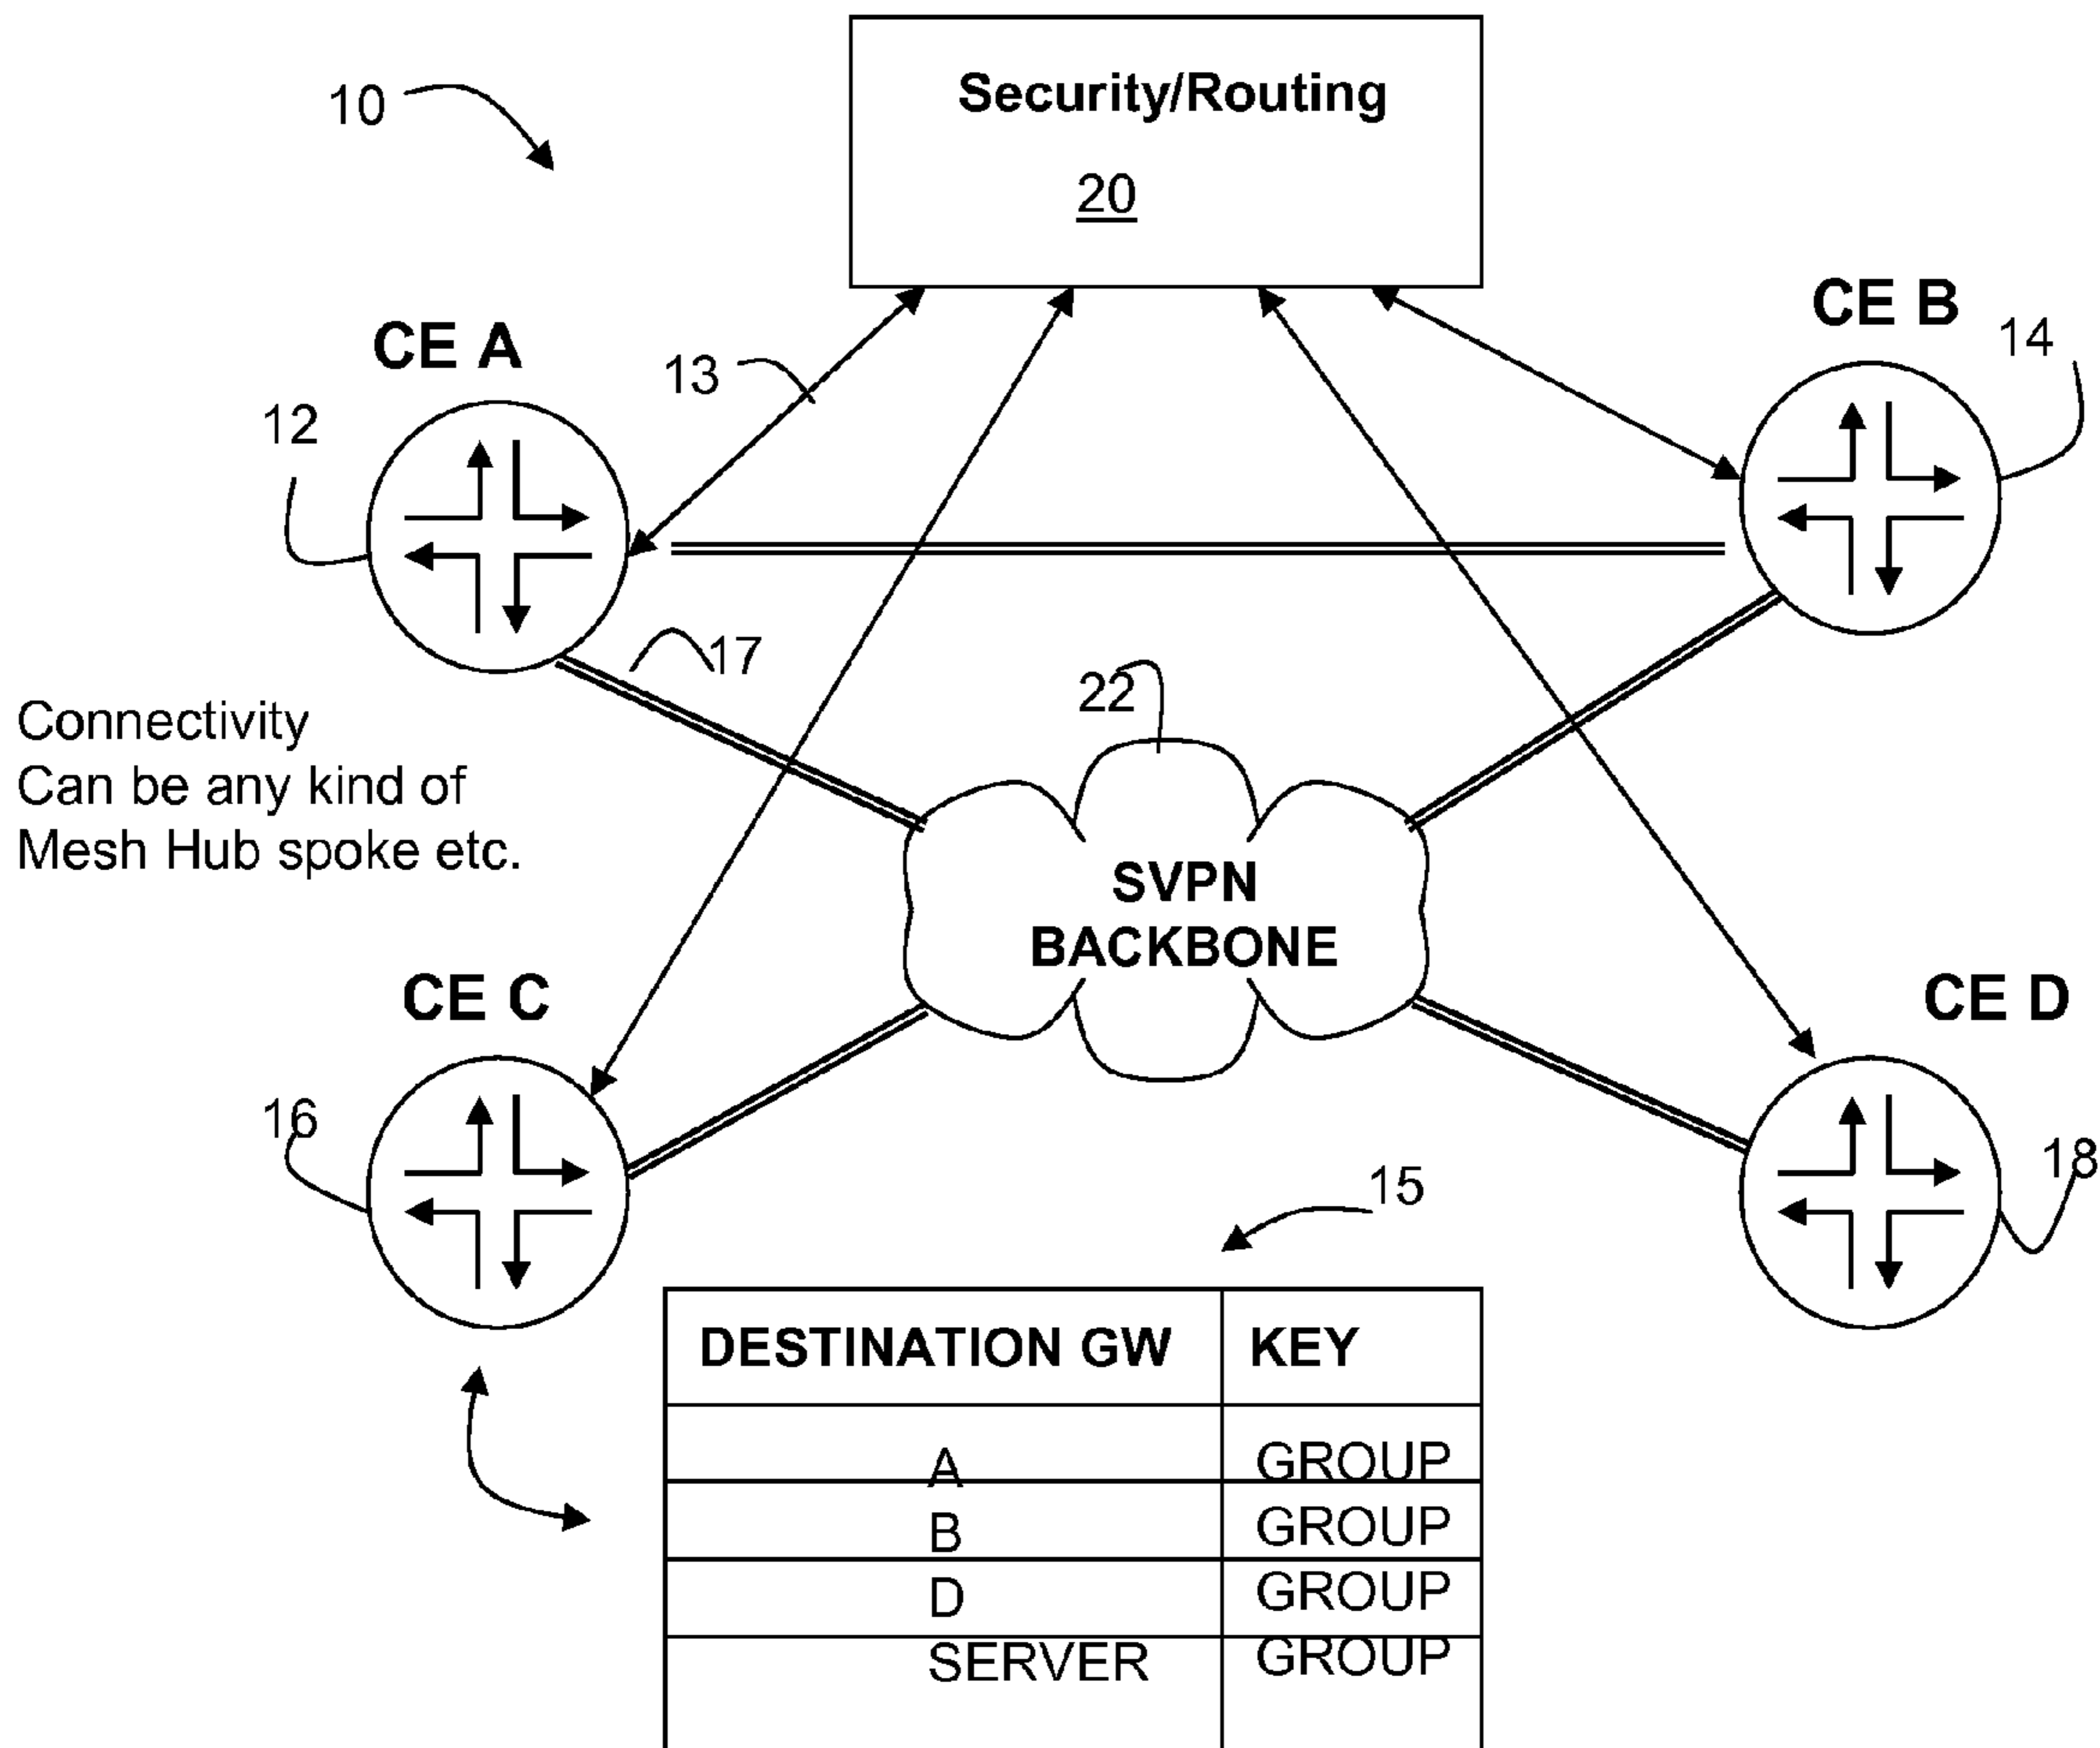 Security/Routing
10
20
CE B
14
CE A
13
12
17
22
Connectivity
Can be any kind of
Mesh Hub spoke etc.
SVPN
BACKBONE
CE C
CE D
16
18
15
DESTINATION GW KEY
A GROUP
B GROUP
D GROUP
SERVER GROUP